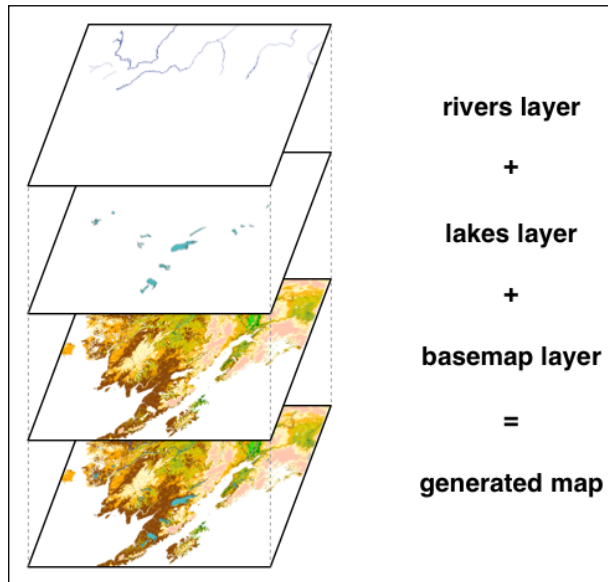 rivers layer
+
lakes layer
+
basemap layer
=
generated map